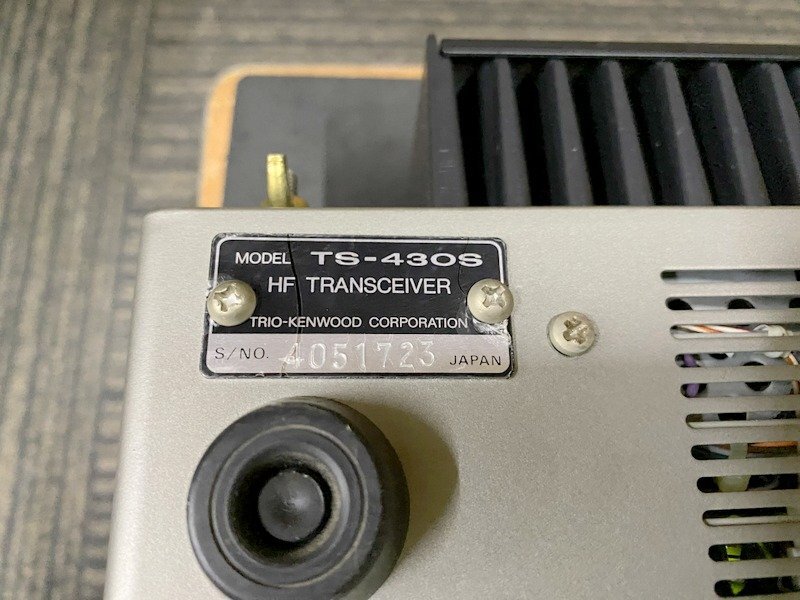 MODEL TS-430S
HF TRANSCEIVER
TRIO-KENWOOD CORPORATION
S/NO. 4051723 JAPAN